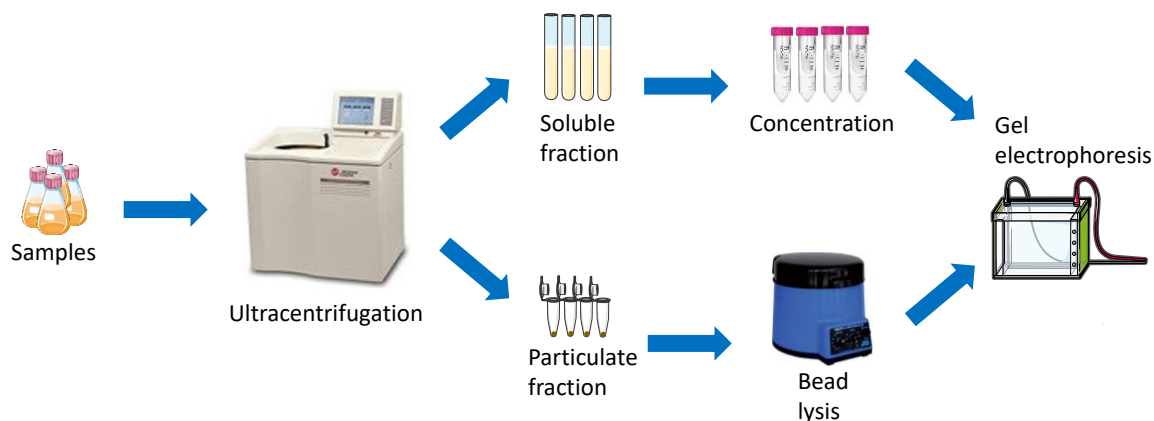 Samples
Ultracentrifugation
Soluble
fraction
Concentration
Gel
electrophoresis
Particulate
fraction
Bead
lysis